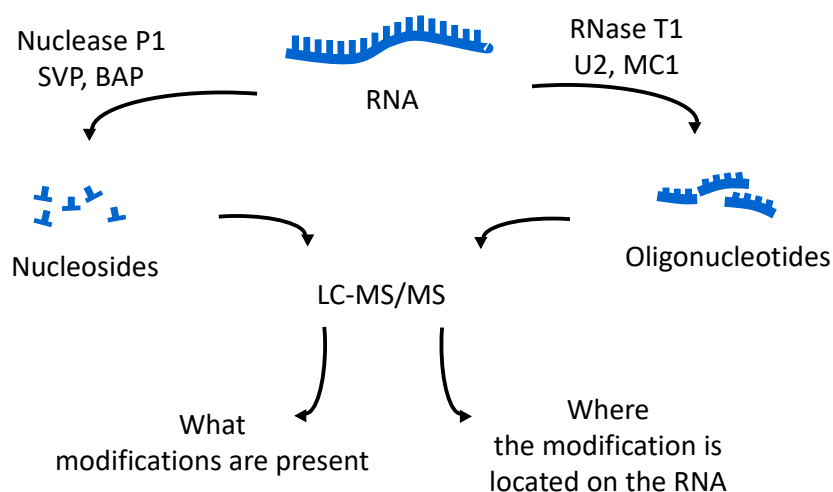 Nuclease P1
SVP, BAP
RNA
RNase T1
U2, MC1
Nucleosides
Oligonucleotides
LC-MS/MS
What
modifications are present
Where
the modification is
located on the RNA